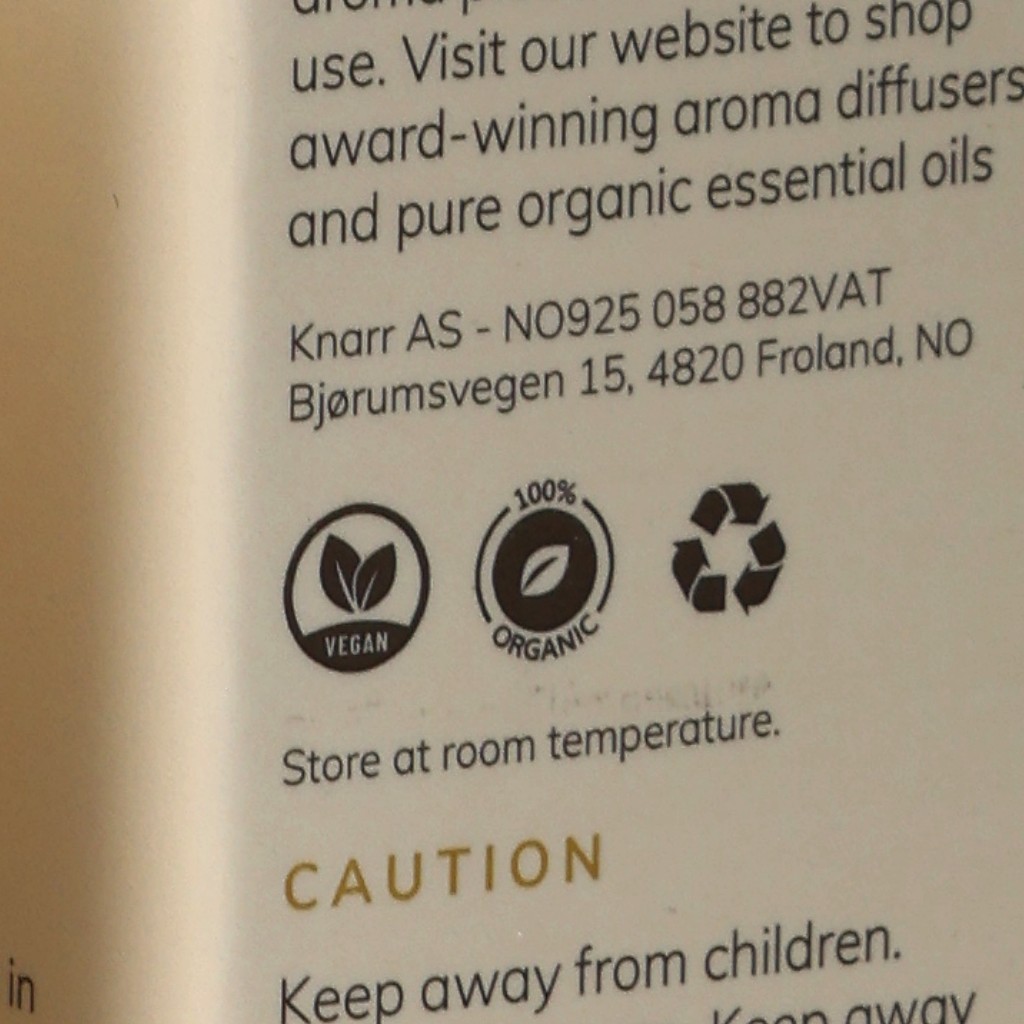 use. Visit our website to shop
award-winning aroma diffusers
and pure organic essential oils
Knarr AS - NO925 058 882VAT
Bjørumsvegen 15, 4820 Froland, NO
VEGAN
100%
ORGANIC
Store at room temperature.
CAUTION
Keep away from children.
Keep away
in